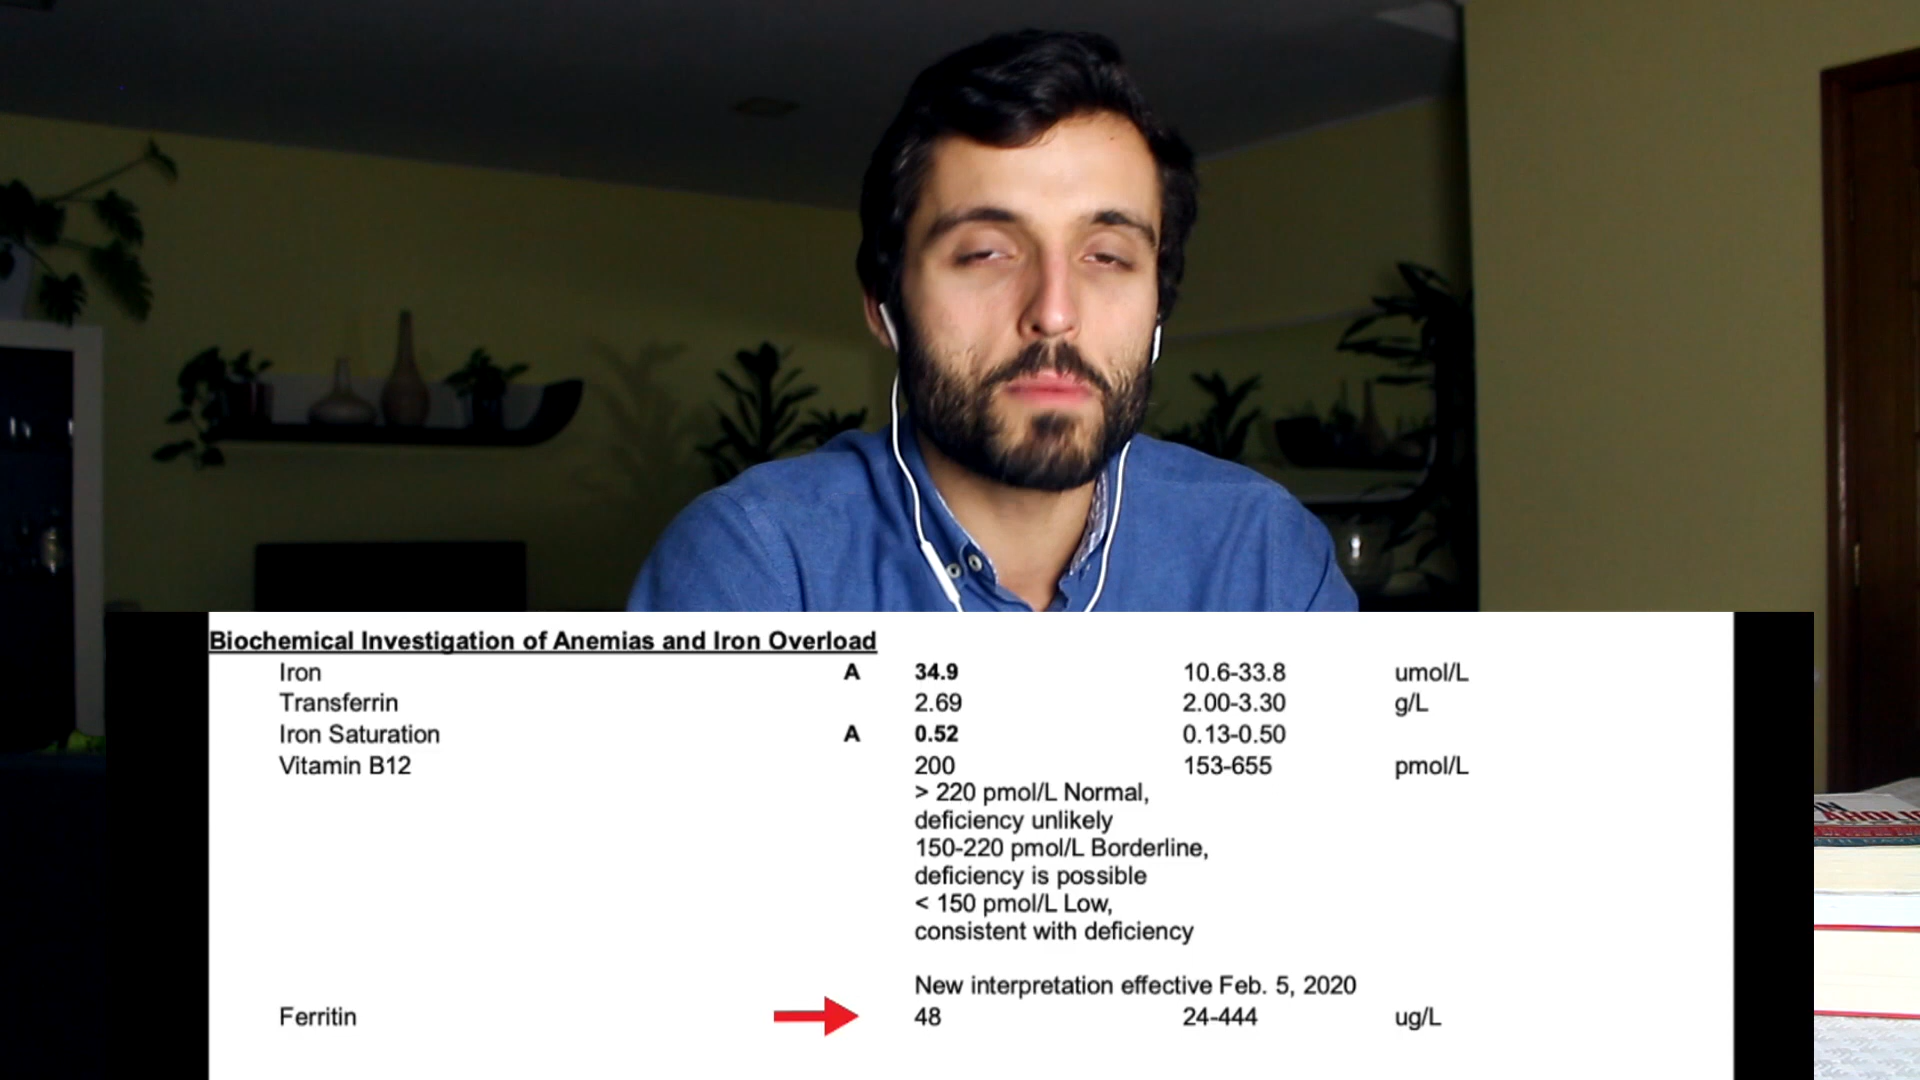 Biochemical Investigation of Anemias and Iron Overload
Iron A 34.9 10.6-33.8 umol/L
Transferrin 2.69 2.00-3.30 g/L
Iron Saturation A 0.52 0.13-0.50
Vitamin B12 200 153-655 pmol/L
> 220 pmol/L Normal,
deficiency unlikely
150-220 pmol/L Borderline,
deficiency is possible
< 150 pmol/L Low,
consistent with deficiency
New interpretation effective Feb. 5, 2020
Ferritin 48 24-444 ug/L